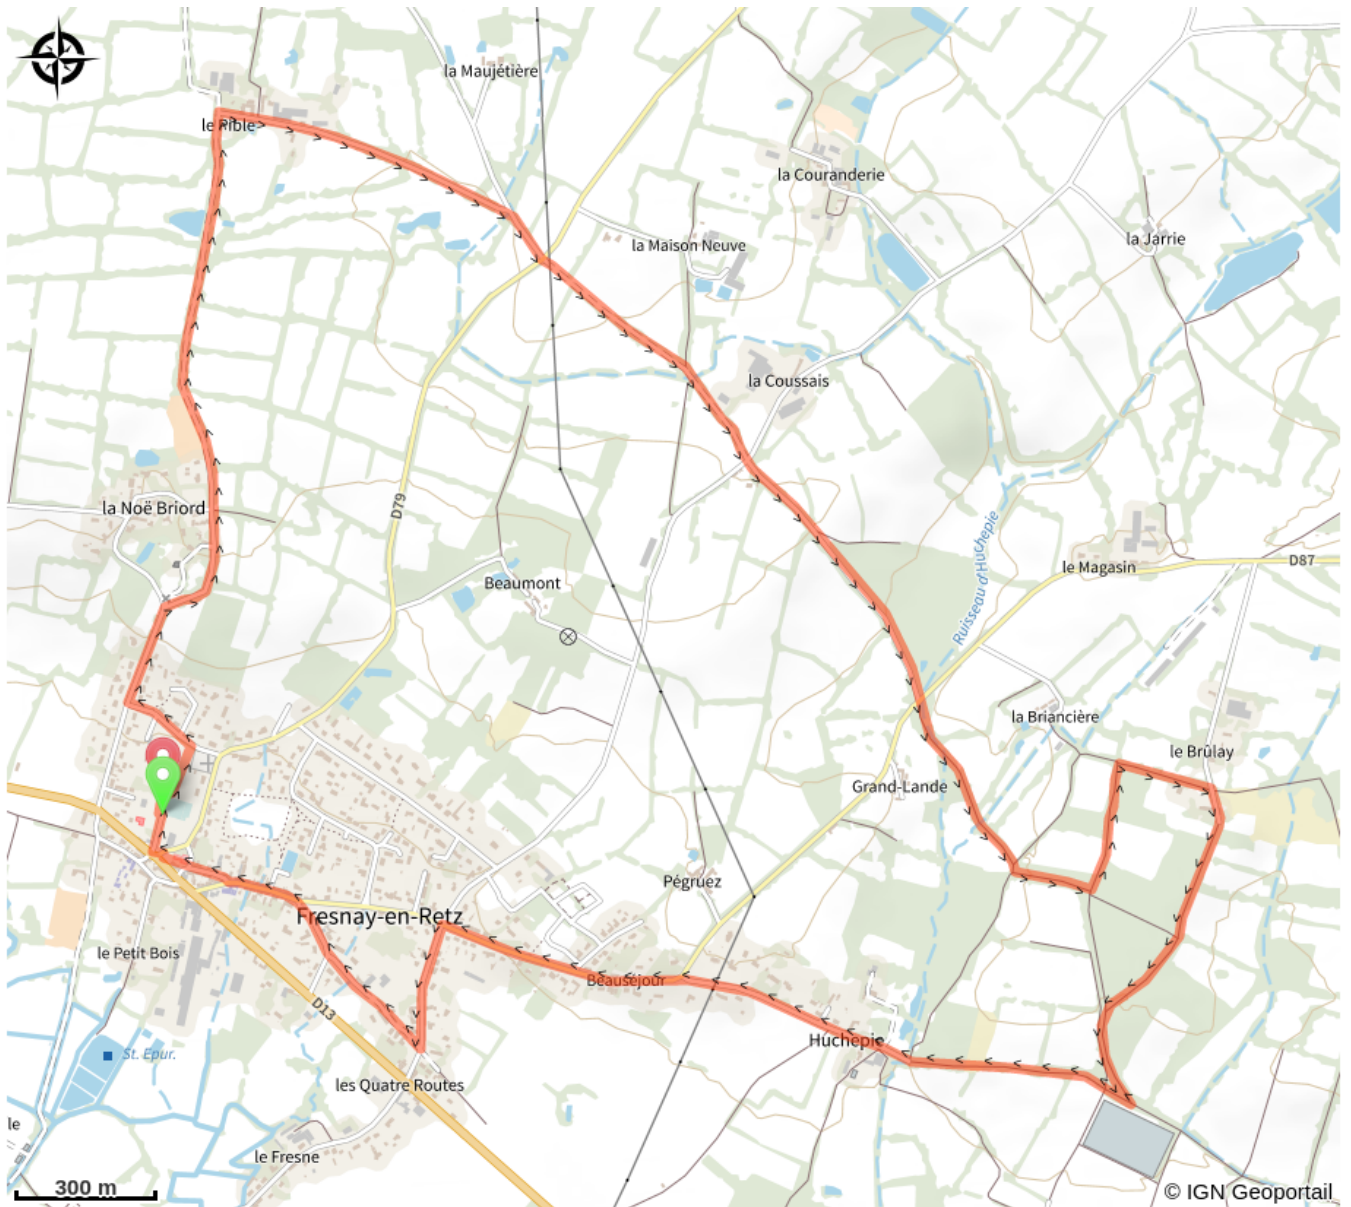 la Maujétière
le Pible
la Couranderie
la Jarrie
la Maison Neuve
la Coussais
D79
la Noë Briord
Ruisseau d'Huchepie
D87
le Magasin
Beaumont
la Briancière
le Brûlay
Grand-Lande
Pégruez
Fresnay-en-Retz
le Petit Bois
Beauséjour
D13
Huchepie
St. Epur.
les Quatre Routes
le
le Fresne
300 m
© IGN Geoportail